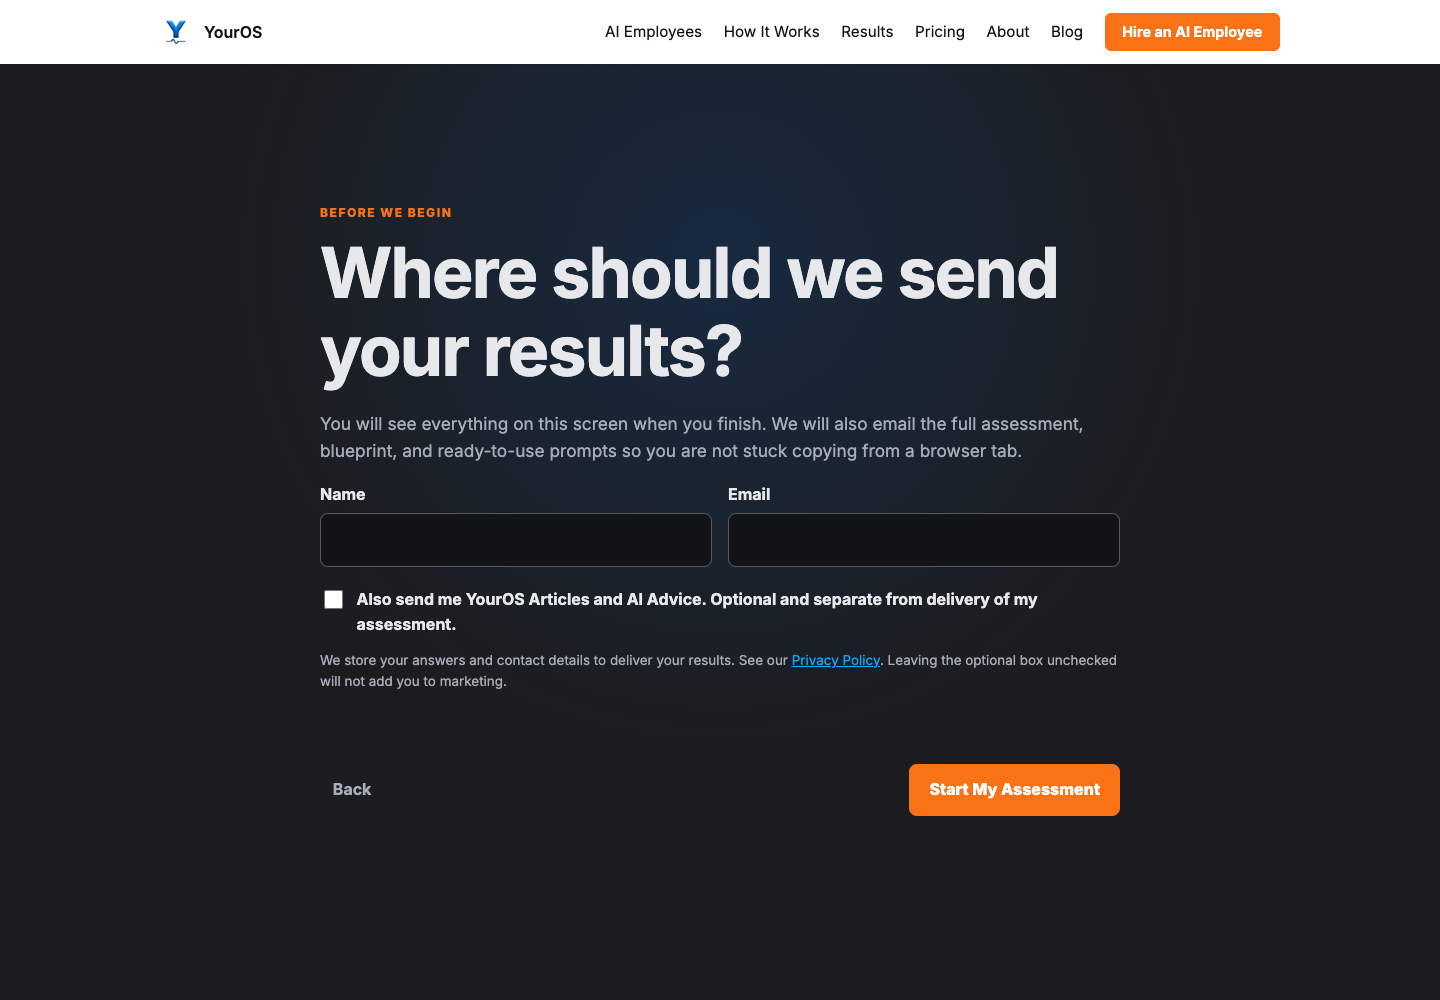 YourOS
AI Employees
How It Works
Results
Pricing
About
Blog
Hire an AI Employee
BEFORE WE BEGIN
Where should we send
your results?
You will see everything on this screen when you finish. We will also email the full assessment,
blueprint, and ready-to-use prompts so you are not stuck copying from a browser tab.
Name
Email
Also send me YourOS Articles and AI Advice. Optional and separate from delivery of my
assessment.
We store your answers and contact details to deliver your results. See our Privacy Policy. Leaving the optional box unchecked
will not add you to marketing.
Back
Start My Assessment